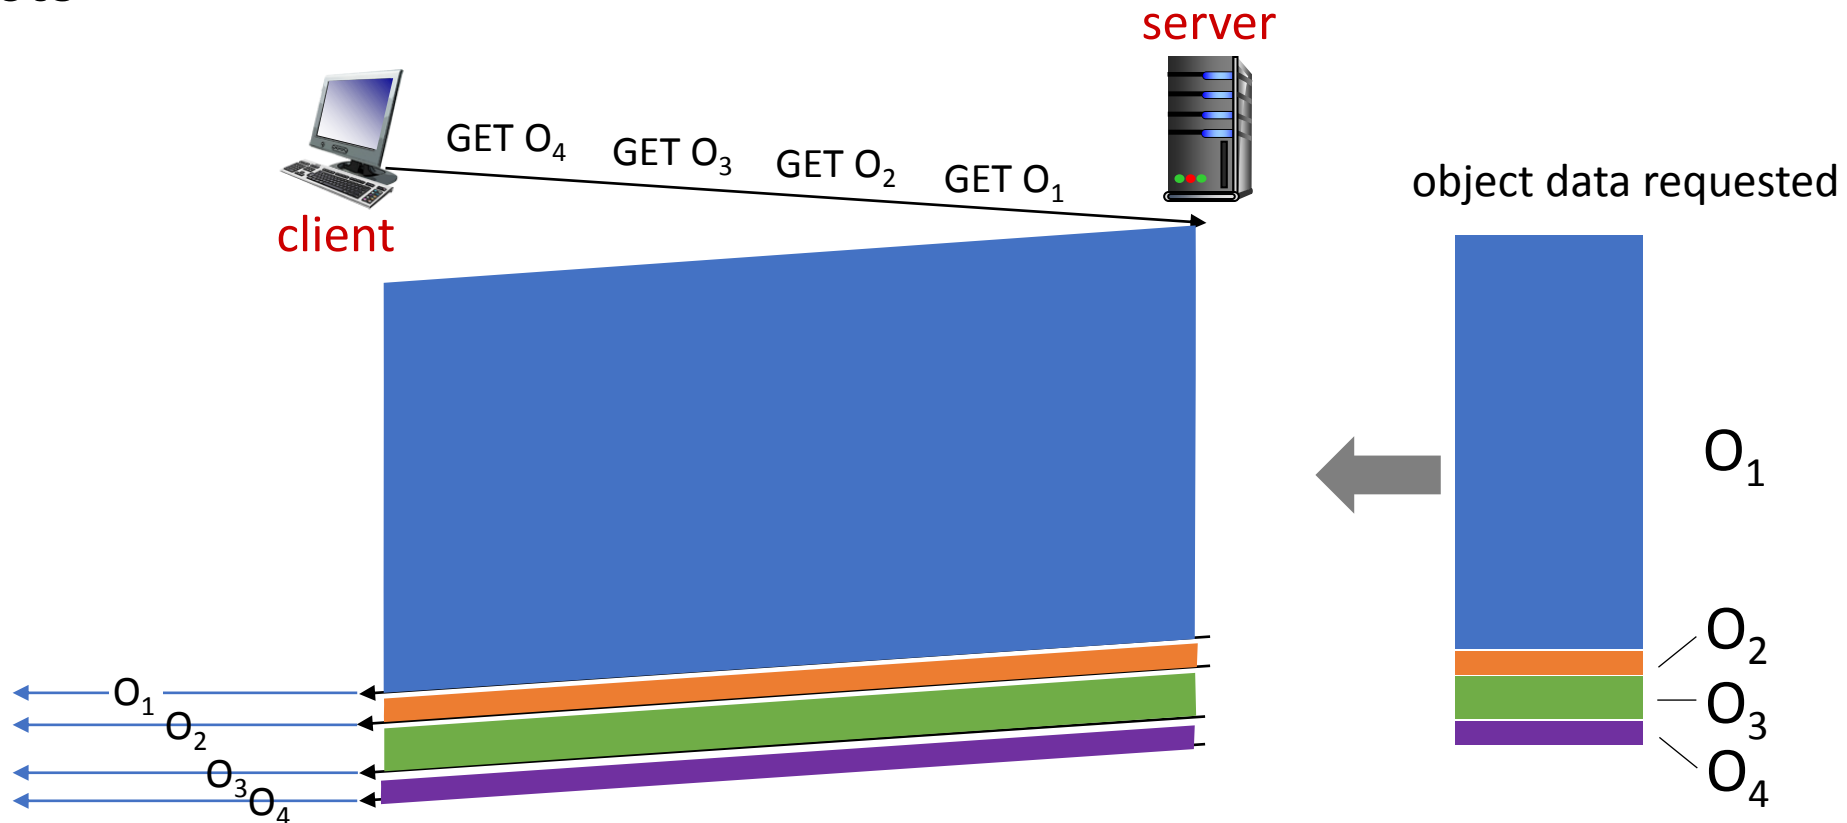 server
GET O₄ GET O₃ GET O₂ GET O₁
object data requested
client
O₁
O₂
O₁
O₃
O₂
O₃
O₄
O₄